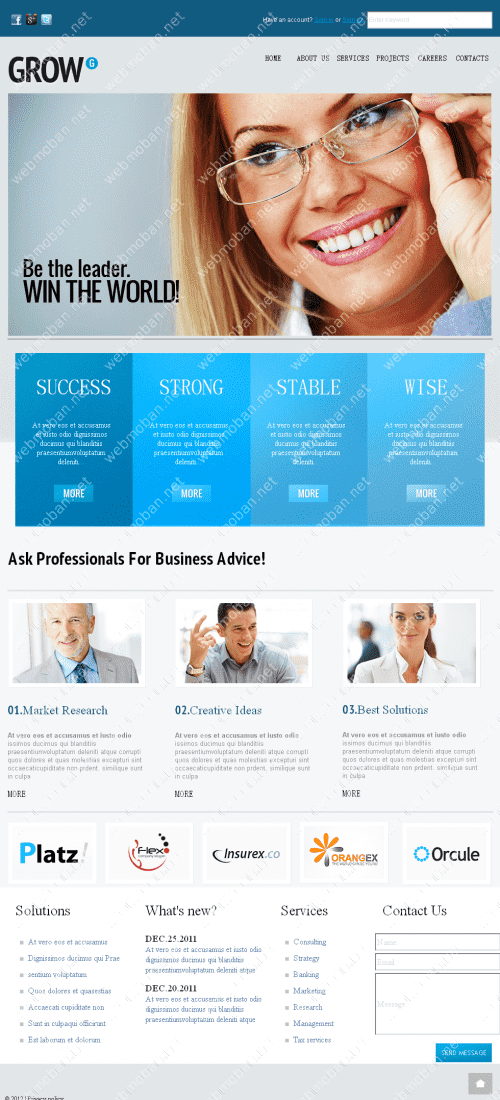 Have an account? Sign in or Sign up
Enter Keyword
GROW G
HOME ABOUT US SERVICES PROJECTS CAREERS CONTACTS
Be the leader.
WIN THE WORLD!
SUCCESS
At vero eos et accusamus
et iusto odio dignissimos
ducimus qui blanditiis
praesentiumvoluptatum
deleniti.
MORE
STRONG
At vero eos et accusamus
et iusto odio dignissimos
ducimus qui blanditiis
praesentiumvoluptatum
deleniti.
MORE
STABLE
At vero eos et accusamus
et iusto odio dignissimos
ducimus qui blanditiis
praesentiumvoluptatum
deleniti.
MORE
WISE
At vero eos et accusamus
et iusto odio dignissimos
ducimus qui blanditiis
praesentiumvoluptatum
deleniti.
MORE
Ask Professionals For Business Advice!
01.Market Research
At vero eos et accusamus et iusto odio
issimos ducimus qui blanditiis
praesentiumvoluptatum deleniti atque corrupti
quos dolores et quas molestias excepturi sint
occaecaticupiditate non prdent, similique sunt
in culpa
MORE
02.Creative Ideas
At vero eos et accusamus et iusto odio
issimos ducimus qui blanditiis
praesentiumvoluptatum deleniti atque corrupti
quos dolores et quas molestias excepturi sint
occaecaticupiditate non prdent, similique sunt
in culpa
MORE
03.Best Solutions
At vero eos et accusamus et iusto odio
issimos ducimus qui blanditiis
praesentiumvoluptatum deleniti atque corrupti
quos dolores et quas molestias excepturi sint
occaecaticupiditate non prdent, similique sunt
in culpa
MORE
Platz!
Flexo
Insurex.co
ORANGEX
Orcule
Solutions
At vero eos et accusamus
Dignissimos ducimus qui Prae
sentium voluptatum
Quos dolores et quasestias
Accaecati cupiditate non
Sunt in culpaqui officirunt
Est laborum et dolorum
What's new?
DEC.25.2011
At vero eos et accusamus et iusto odio
dignissimos ducimus qui blanditiis
praesentium voluptatum deleniti atque
DEC.20.2011
At vero eos et accusamus et iusto odio
dignissimos ducimus qui blanditiis
praesentium voluptatum deleniti atque
Services
Consulting
Strategy
Banking
Marketing
Research
Management
Tax services
Contact Us
Name
Email
Message
SEND MESSAGE
© 2012 | Privacy policy
webmoban.net